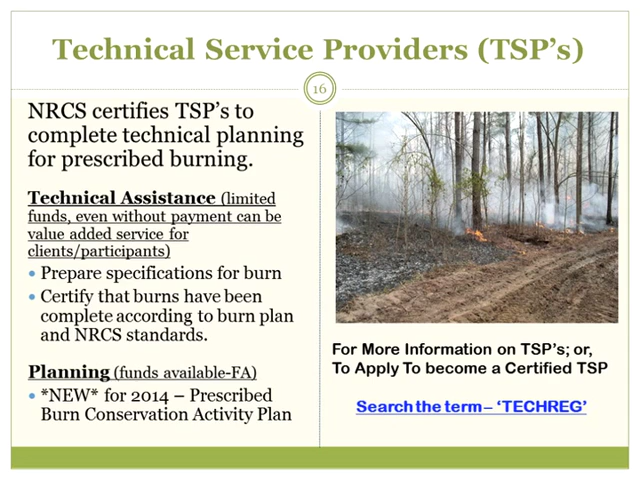 Technical Service Providers (TSP's)
16
NRCS certifies TSP's to
complete technical planning
for prescribed burning.
Technical Assistance (limited
funds, even without payment can be
value added service for
clients/participants)
• Prepare specifications for burn
• Certify that burns have been
complete according to burn plan
and NRCS standards.
Planning (funds available-FA)
• *NEW* for 2014 – Prescribed
Burn Conservation Activity Plan
For More Information on TSP's; or,
To Apply To become a Certified TSP
Search the term – 'TECHREG'